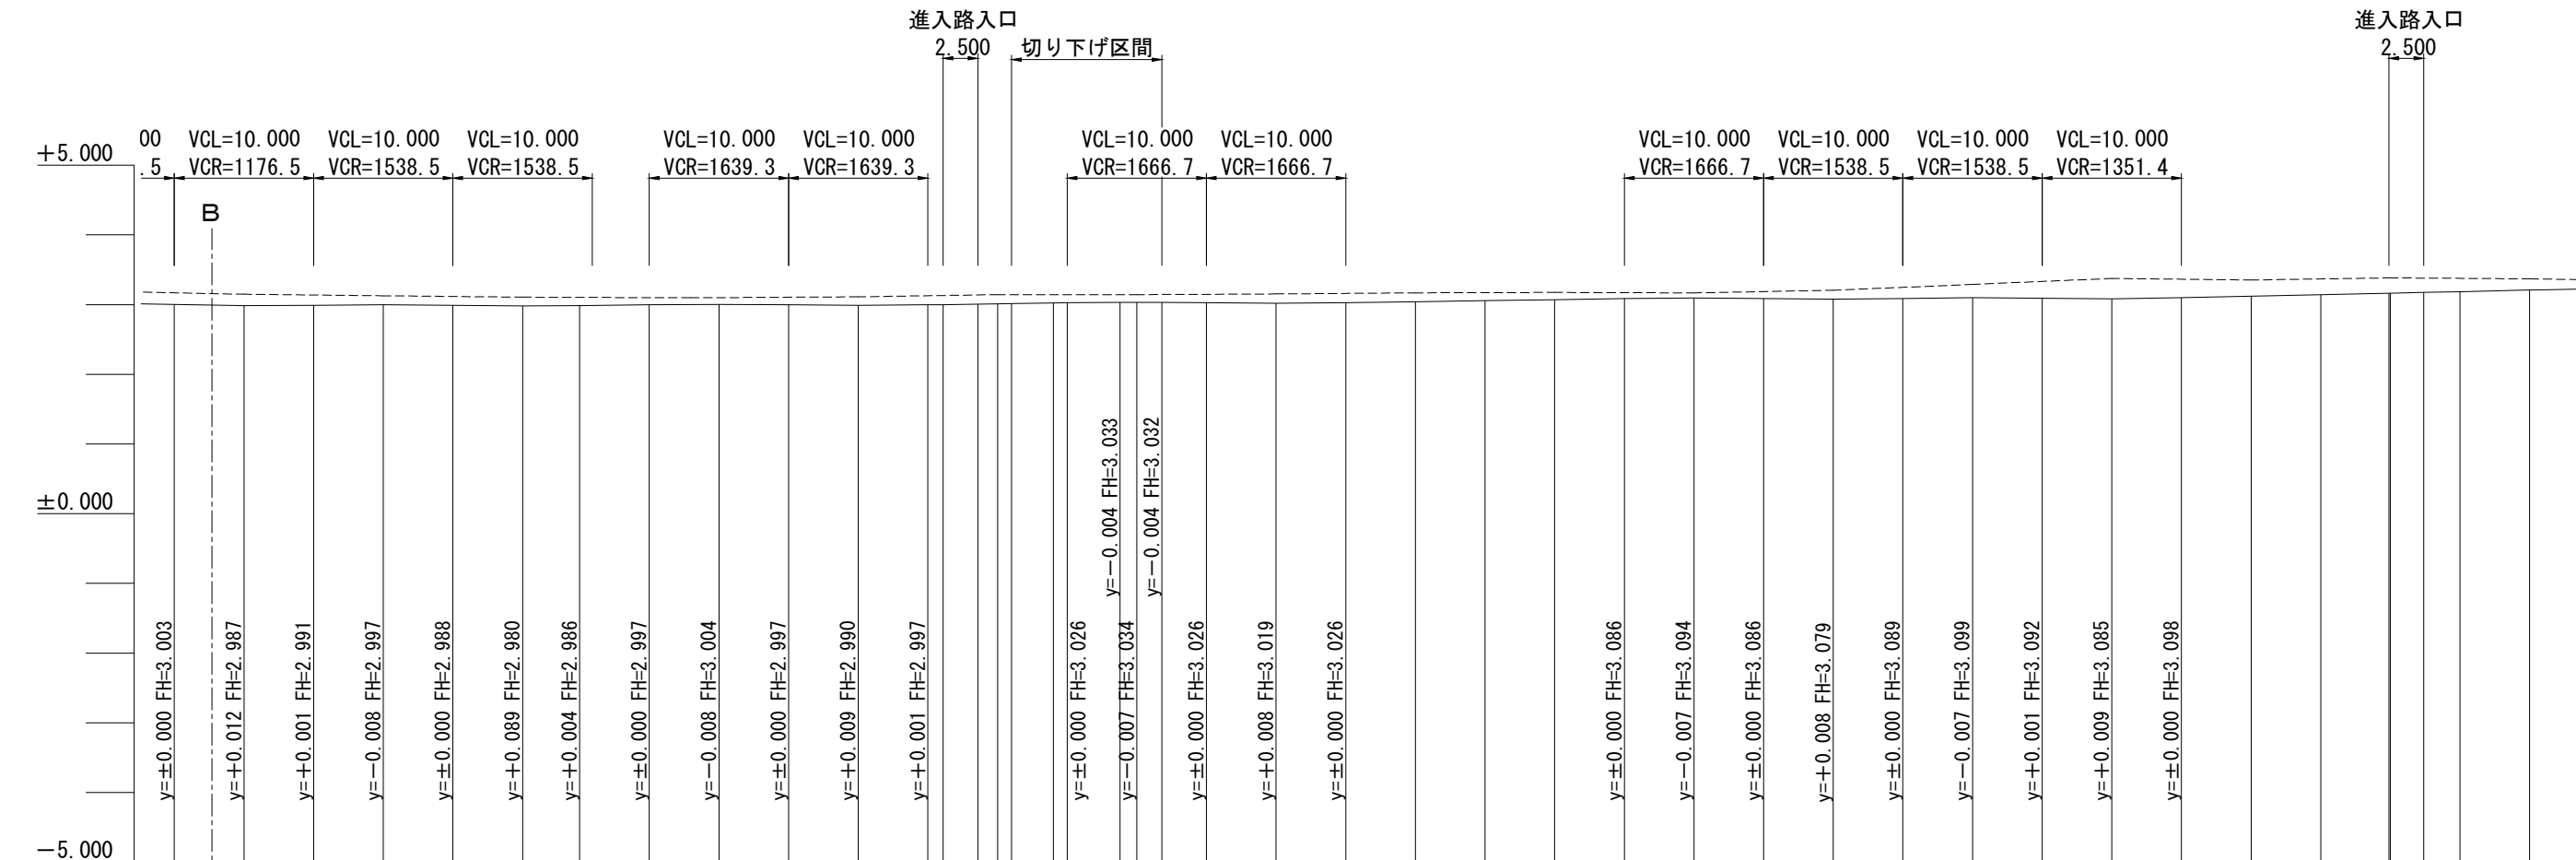 進入路入口
2.500
切り下げ区間
進入路入口
2.500
00
.5
VCL=10.000
VCR=1176.5
VCL=10.000
VCR=1538.5
VCL=10.000
VCR=1538.5
VCL=10.000
VCR=1639.3
VCL=10.000
VCR=1639.3
VCL=10.000
VCR=1666.7
VCL=10.000
VCR=1666.7
VCL=10.000
VCR=1666.7
VCL=10.000
VCR=1538.5
VCL=10.000
VCR=1538.5
VCL=10.000
VCR=1351.4
+5.000
B
±0.000
−5.000
y=±0.000 FH=3.003
y=+0.012 FH=2.987
y=+0.001 FH=2.991
y=−0.008 FH=2.997
y=±0.000 FH=2.988
y=+0.089 FH=2.980
y=+0.004 FH=2.986
y=±0.000 FH=2.997
y=−0.008 FH=3.004
y=±0.000 FH=2.997
y=+0.009 FH=2.990
y=+0.001 FH=2.997
y=±0.000 FH=3.026
y=−0.004 FH=3.033
y=−0.007 FH=3.034
y=−0.004 FH=3.032
y=±0.000 FH=3.026
y=+0.008 FH=3.019
y=±0.000 FH=3.026
y=±0.000 FH=3.086
y=−0.007 FH=3.094
y=±0.000 FH=3.086
y=+0.008 FH=3.079
y=±0.000 FH=3.089
y=−0.007 FH=3.099
y=+0.001 FH=3.092
y=+0.009 FH=3.085
y=±0.000 FH=3.098